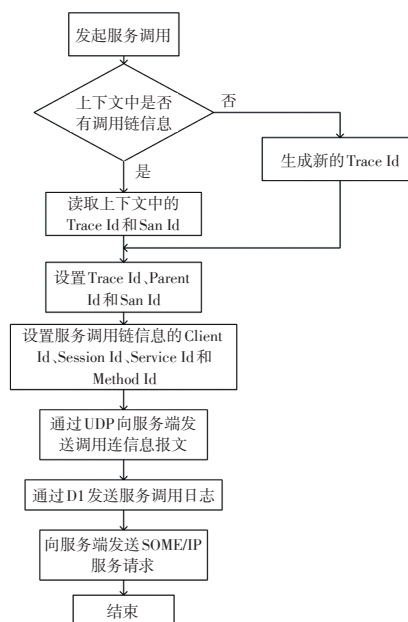 发起服务调用
上下文中是否
有调用链信息
否
是
生成新的Trace Id
读取上下文中的
Trace Id和San Id
设置Trace Id、Parent
Id和San Id
设置服务调用链信息的Client
Id、Session Id、Service Id和
Method Id
通过UDP向服务端发
送调用连信息报文
通过D1发送服务调用日志
向服务端发送SOME/IP
服务请求
结束